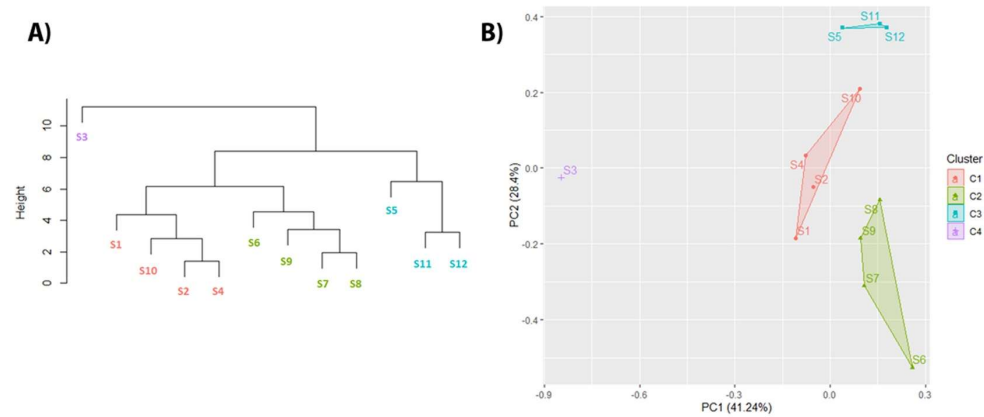 A)
Height
0
2
4
6
8
10
S3
S5
S1
S6
S9
S10
S11
S12
S2
S4
S7
S8
B)
PC2 (28.4%)
0.4
0.2
0.0
-0.2
-0.4
S11
S5
S12
S10
S4
S3
S2
S8
S1
S9
S7
S6
-0.9
-0.6
-0.3
0.0
0.3
PC1 (41.24%)
Cluster
a C1
a C2
a C3
a C4